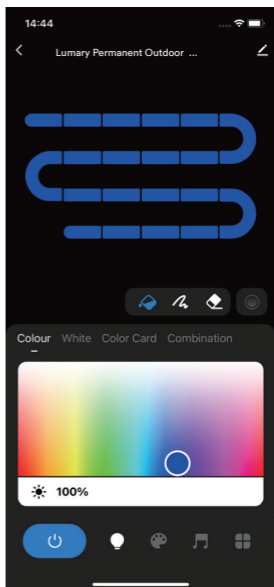 14:44
Lumary Permanent Outdoor ...
Colour White Color Card Combination
100%